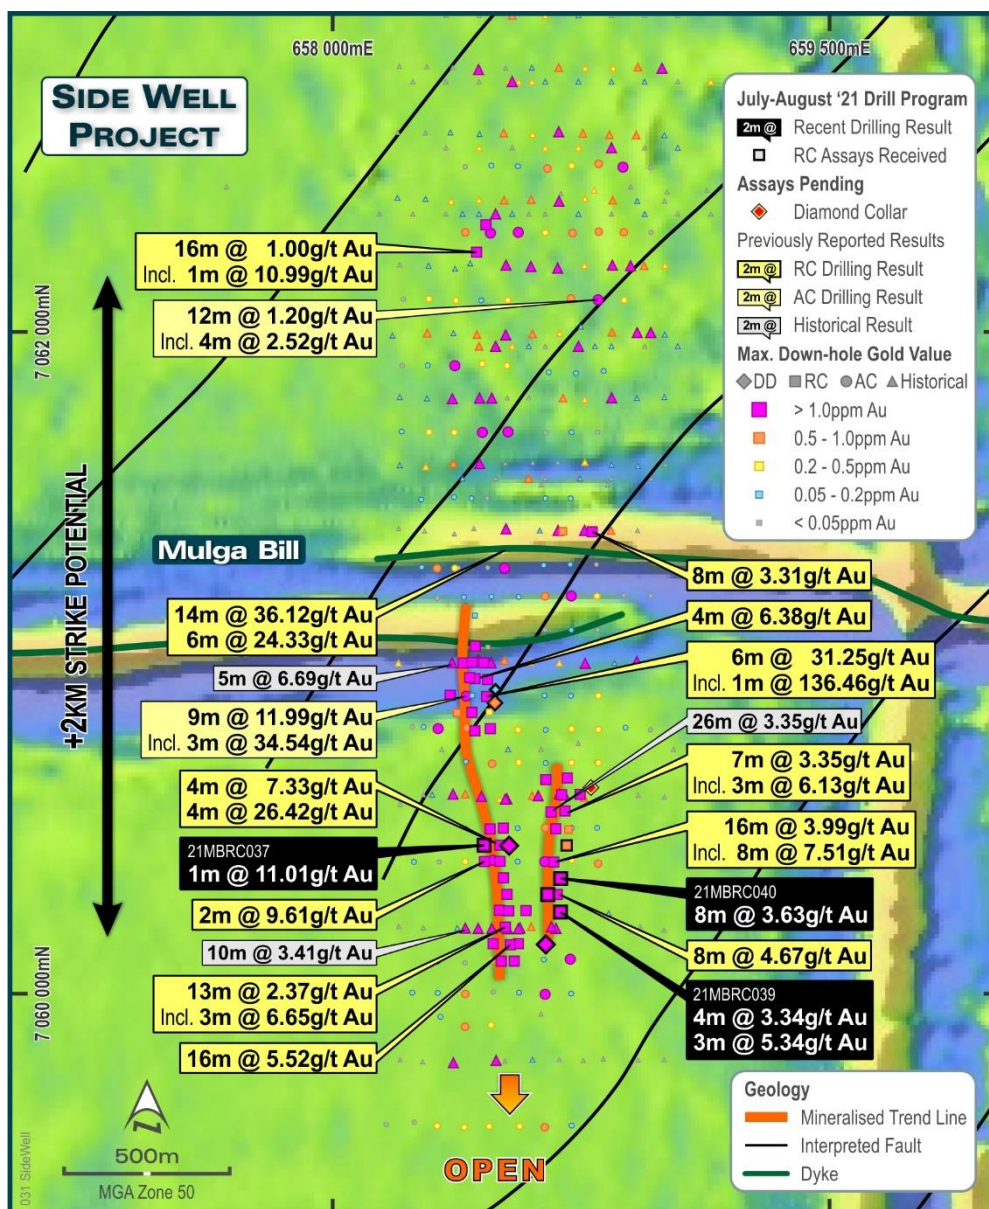 658 000mE
659 500mE
SIDE WELL
PROJECT
July-August ‘21 Drill Program
2m @ Recent Drilling Result
RC Assays Received
Assays Pending
Diamond Collar
Previously Reported Results
2m @ RC Drilling Result
2m @ AC Drilling Result
2m @ Historical Result
Max. Down-hole Gold Value
DD RC AC Historical
> 1.0ppm Au
0.5 - 1.0ppm Au
0.2 - 0.5ppm Au
0.05 - 0.2ppm Au
< 0.05ppm Au
16m @ 1.00g/t Au
Incl. 1m @ 10.99g/t Au
12m @ 1.20g/t Au
Incl. 4m @ 2.52g/t Au
7 062 000mN
+2KM STRIKE POTENTIAL
Mulga Bill
14m @ 36.12g/t Au
6m @ 24.33g/t Au
5m @ 6.69g/t Au
9m @ 11.99g/t Au
Incl. 3m @ 34.54g/t Au
4m @ 7.33g/t Au
4m @ 26.42g/t Au
21MBRC037
1m @ 11.01g/t Au
2m @ 9.61g/t Au
10m @ 3.41g/t Au
13m @ 2.37g/t Au
Incl. 3m @ 6.65g/t Au
16m @ 5.52g/t Au
8m @ 3.31g/t Au
4m @ 6.38g/t Au
6m @ 31.25g/t Au
Incl. 1m @ 136.46g/t Au
26m @ 3.35g/t Au
7m @ 3.35g/t Au
Incl. 3m @ 6.13g/t Au
16m @ 3.99g/t Au
Incl. 8m @ 7.51g/t Au
21MBRC040
8m @ 3.63g/t Au
8m @ 4.67g/t Au
21MBRC039
4m @ 3.34g/t Au
3m @ 5.34g/t Au
7 060 000mN
N
500m
MGA Zone 50
031 SideWell
OPEN
Geology
Mineralised Trend Line
Interpreted Fault
Dyke